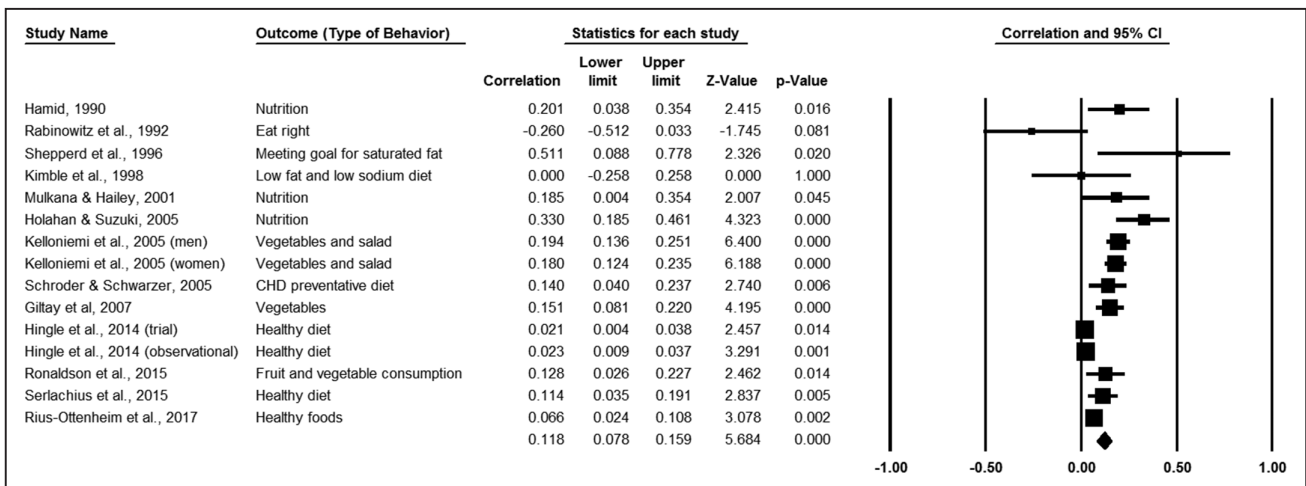 Study Name Outcome (Type of Behavior) Statistics for each study Correlation and 95% CI
Lower Upper
Correlation limit limit Z-Value p-Value
Hamid, 1990 Nutrition 0.201 0.038 0.354 2.415 0.016
Rabinowitz et al., 1992 Eat right -0.260 -0.512 0.033 -1.745 0.081
Shepperd et al., 1996 Meeting goal for saturated fat 0.511 0.088 0.778 2.326 0.020
Kimble et al., 1998 Low fat and low sodium diet 0.000 -0.258 0.258 0.000 1.000
Mulkana & Hailey, 2001 Nutrition 0.185 0.004 0.354 2.007 0.045
Holahan & Suzuki, 2005 Nutrition 0.330 0.185 0.461 4.323 0.000
Kelloniemi et al., 2005 (men) Vegetables and salad 0.194 0.136 0.251 6.400 0.000
Kelloniemi et al., 2005 (women) Vegetables and salad 0.180 0.124 0.235 6.188 0.000
Schroder & Schwarzer, 2005 CHD preventative diet 0.140 0.040 0.237 2.740 0.006
Giltay et al, 2007 Vegetables 0.151 0.081 0.220 4.195 0.000
Hingle et al., 2014 (trial) Healthy diet 0.021 0.004 0.038 2.457 0.014
Hingle et al., 2014 (observational) Healthy diet 0.023 0.009 0.037 3.291 0.001
Ronaldson et al., 2015 Fruit and vegetable consumption 0.128 0.026 0.227 2.462 0.014
Serlachius et al., 2015 Healthy diet 0.114 0.035 0.191 2.837 0.005
Rius-Ottenheim et al., 2017 Healthy foods 0.066 0.024 0.108 3.078 0.002
0.118 0.078 0.159 5.684 0.000
-1.00 -0.50 0.00 0.50 1.00